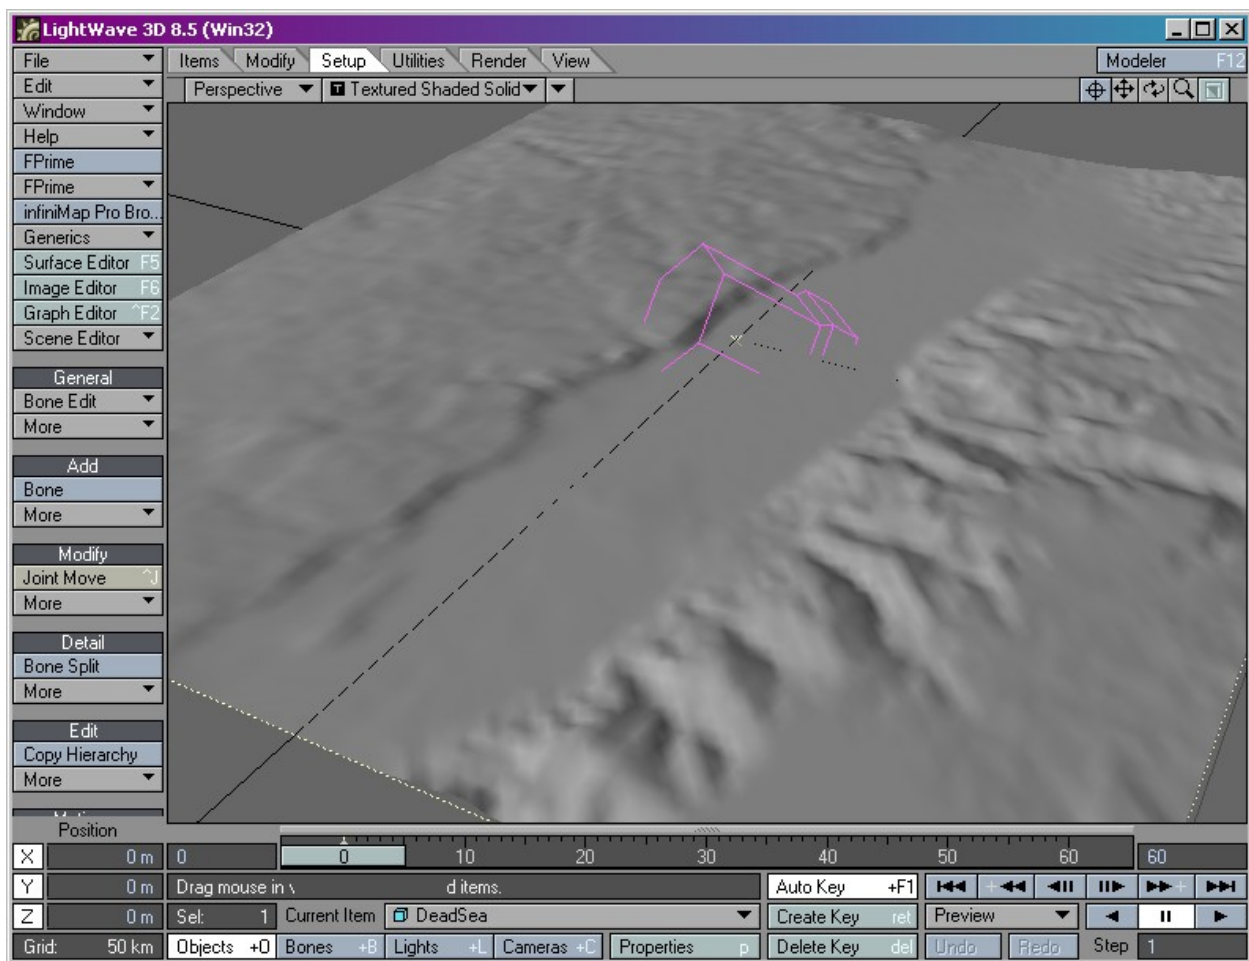 LightWave 3D 8.5 (Win32)
File Items Modify Setup Utilities Render View Modeler F12
Edit Perspective T Textured Shaded Solid
Window
Help
FPrime
FPrime
infiniMap Pro Bro...
Generics
Surface Editor F5
Image Editor F6
Graph Editor ^F2
Scene Editor
General
Bone Edit
More
Add
Bone
More
Modify
Joint Move ^J
More
Detail
Bone Split
More
Edit
Copy Hierarchy
More
Position
X 0 m 0 0 10 20 30 40 50 60 60
Y 0 m Drag mouse in d items. Auto Key +F1
Z 0 m Sel: 1 Current Item DeadSea Create Key ret Preview
Grid: 50 km Objects +O Bones +B Lights +L Cameras +C Properties p Delete Key del Undo Redo Step 1